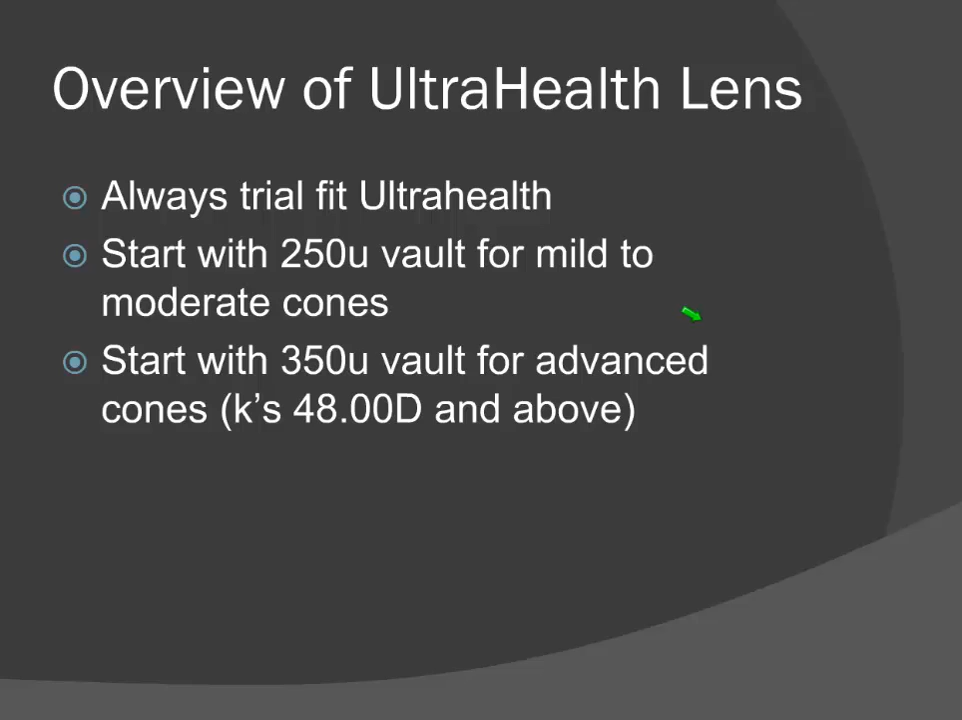 Overview of UltraHealth Lens
Always trial fit Ultrahealth
Start with 250u vault for mild to
moderate cones
Start with 350u vault for advanced
cones (k’s 48.00D and above)